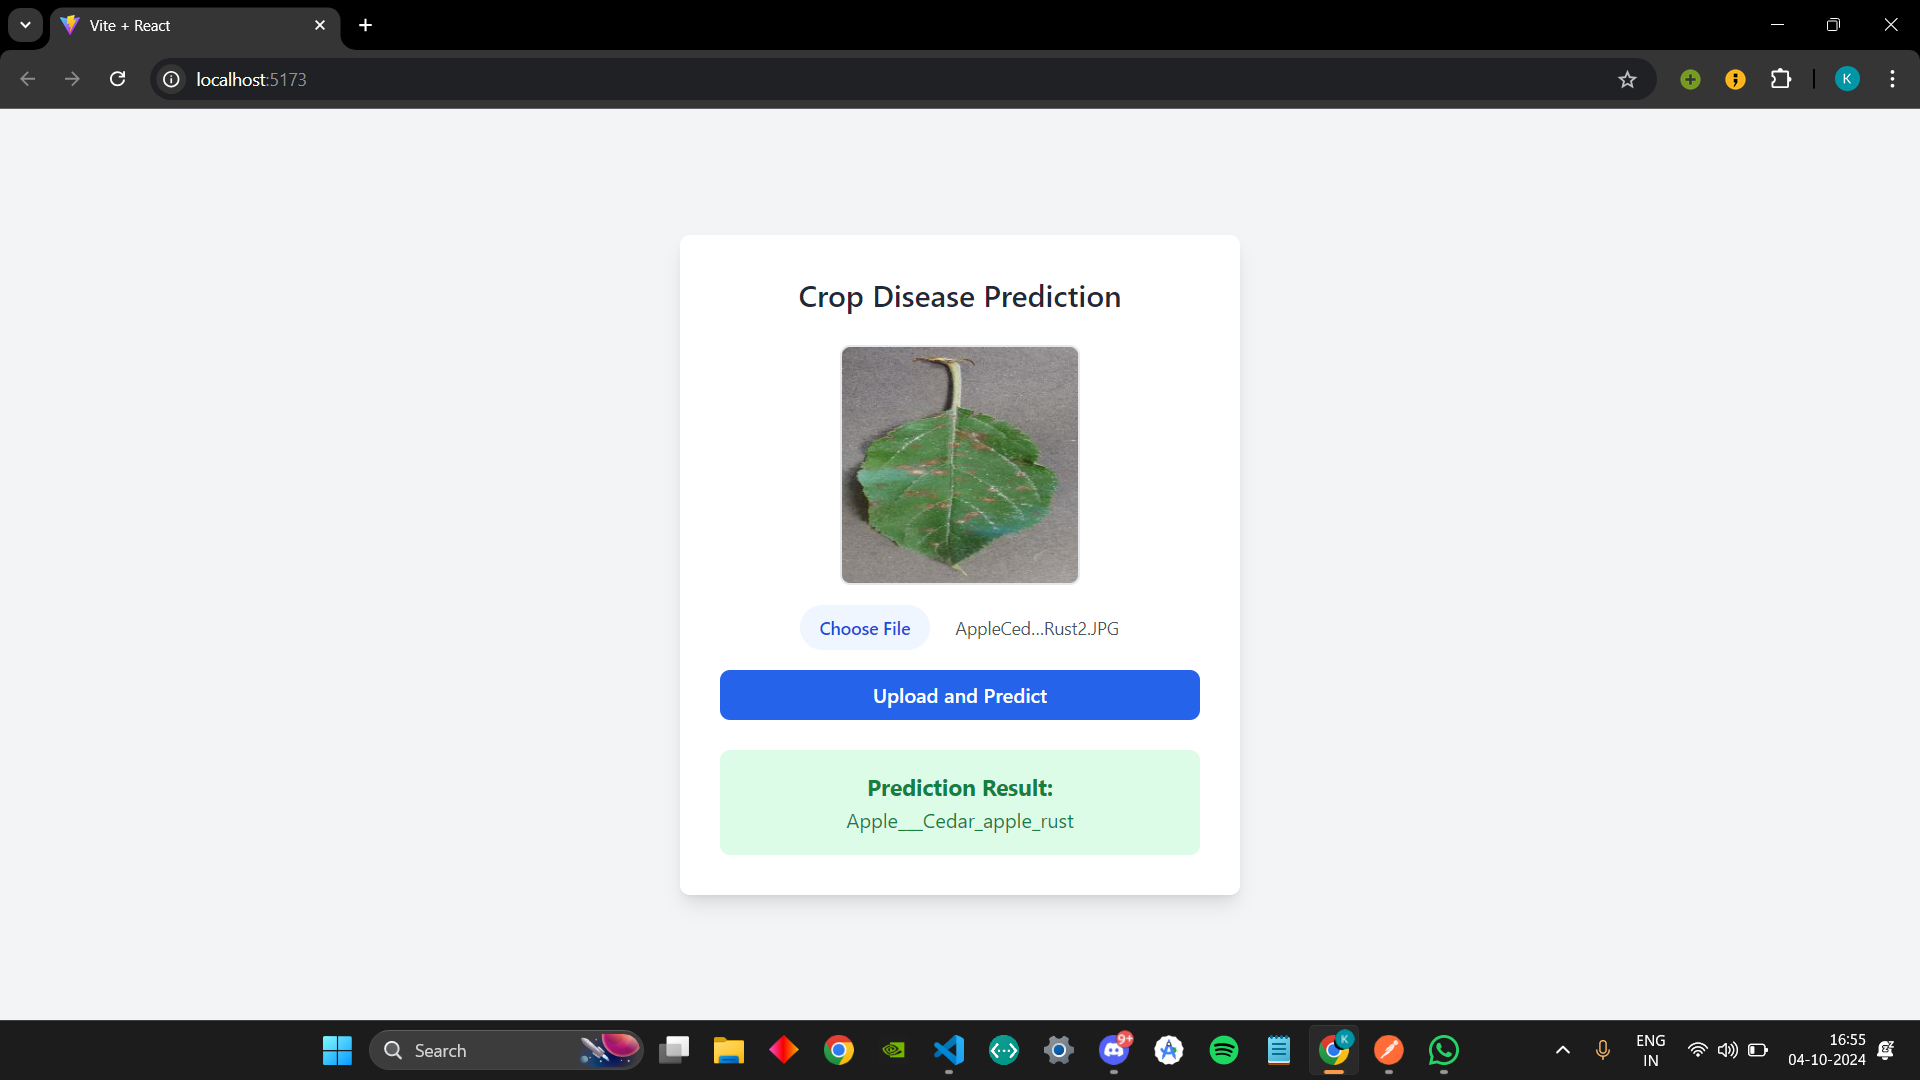 Vite + React
localhost:5173
K
Crop Disease Prediction
Choose File AppleCed...Rust2.JPG
Upload and Predict
Prediction Result:
Apple___Cedar_apple_rust
Search
9+
K
ENG
IN
16:55
04-10-2024